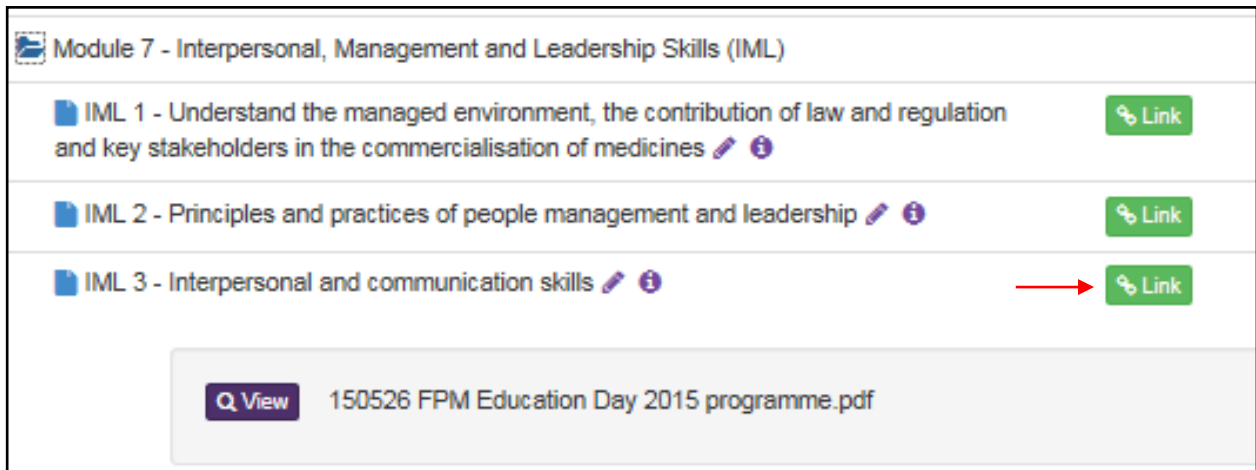 Module 7 - Interpersonal, Management and Leadership Skills (IML)
IML 1 - Understand the managed environment, the contribution of law and regulation Link
and key stakeholders in the commercialisation of medicines
IML 2 - Principles and practices of people management and leadership Link
IML 3 - Interpersonal and communication skills Link
View 150526 FPM Education Day 2015 programme.pdf